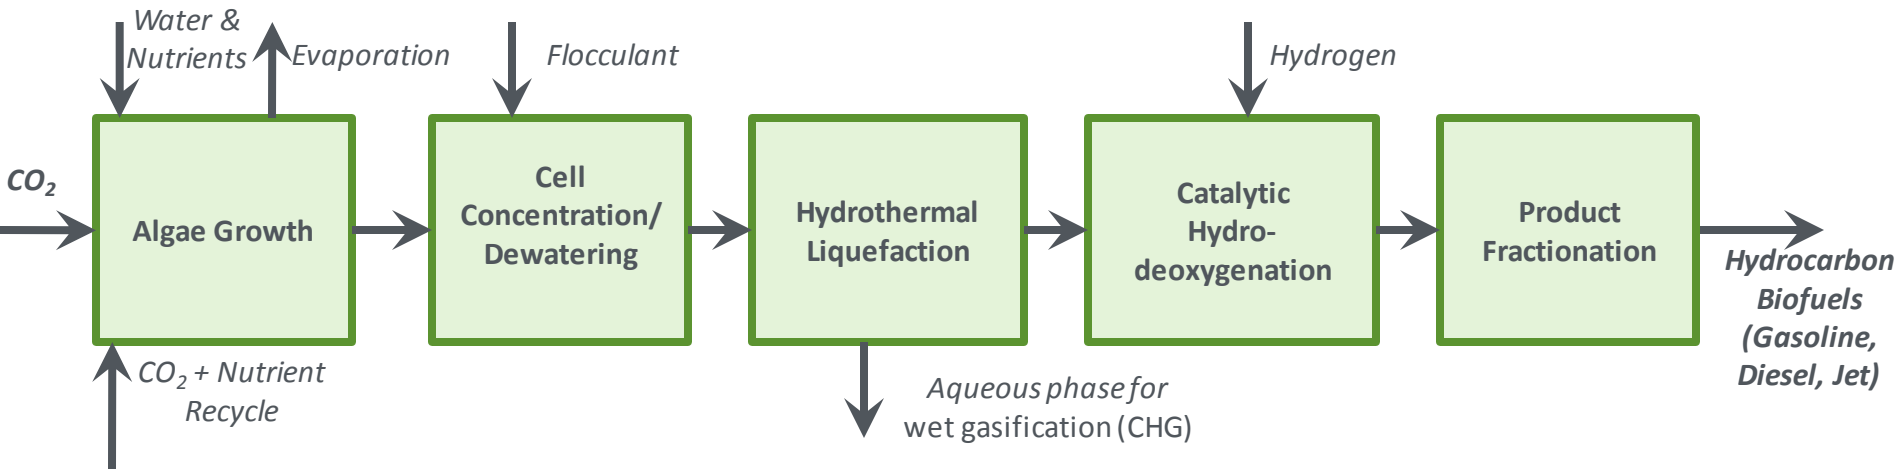 Water &
Nutrients
Evaporation
Flocculant
Hydrogen
CO₂
Algae Growth
Cell
Concentration/
Dewatering
Hydrothermal
Liquefaction
Catalytic
Hydro-
deoxygenation
Product
Fractionation
Hydrocarbon
Biofuels
(Gasoline,
Diesel, Jet)
CO₂ + Nutrient
Recycle
Aqueous phase for
wet gasification (CHG)